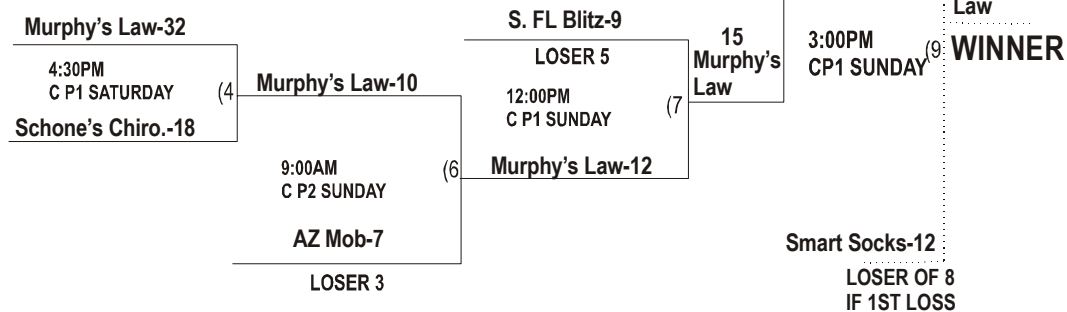 Law
S. FL Blitz-9
Murphy's Law-32
WINNER
LOSER 5
15
Murphy's
Law
3:00PM
CP1 SUNDAY
(9
4:30PM
C P1 SATURDAY
(4
Murphy's Law-10
12:00PM
C P1 SUNDAY
(7
Schone's Chiro.-18
9:00AM
C P2 SUNDAY
(6
Murphy's Law-12
AZ Mob-7
LOSER 3
Smart Socks-12
LOSER OF 8
IF 1ST LOSS